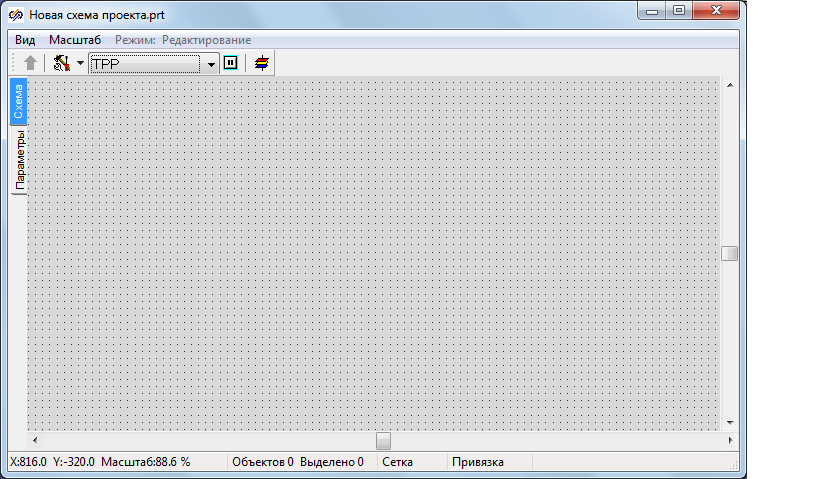 Новая схема проекта.prt
Вид Масштаб Режим: Редактирование
TPP
Схема
Параметры
X:816.0 Y:-320.0 Масштаб:88.6 % Объектов 0 Выделено 0 Сетка Привязка